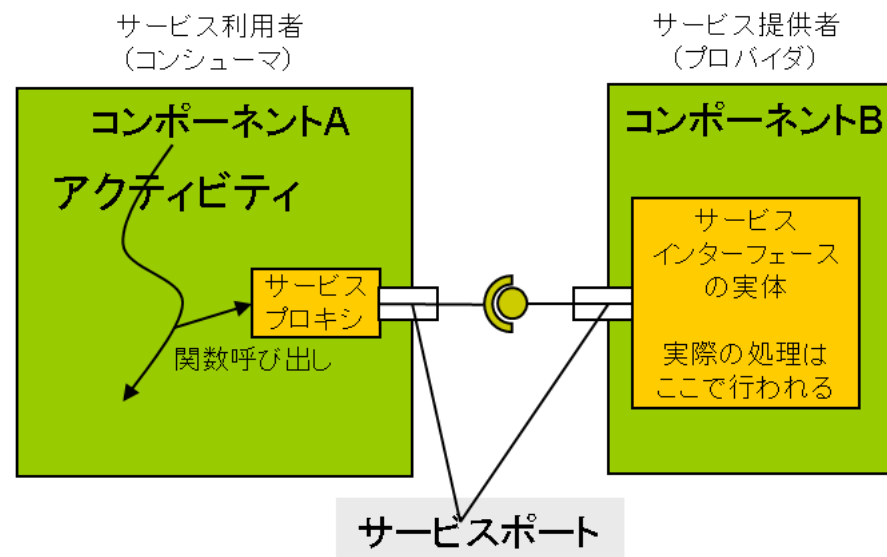 サービス利用者
（コンシューマ）
サービス提供者
（プロバイダ）
コンポーネントA
アクティビティ
サービス
プロキシ
関数呼び出し
コンポーネントB
サービス
インターフェース
の実体
実際の処理は
ここで行われる
サービスポート